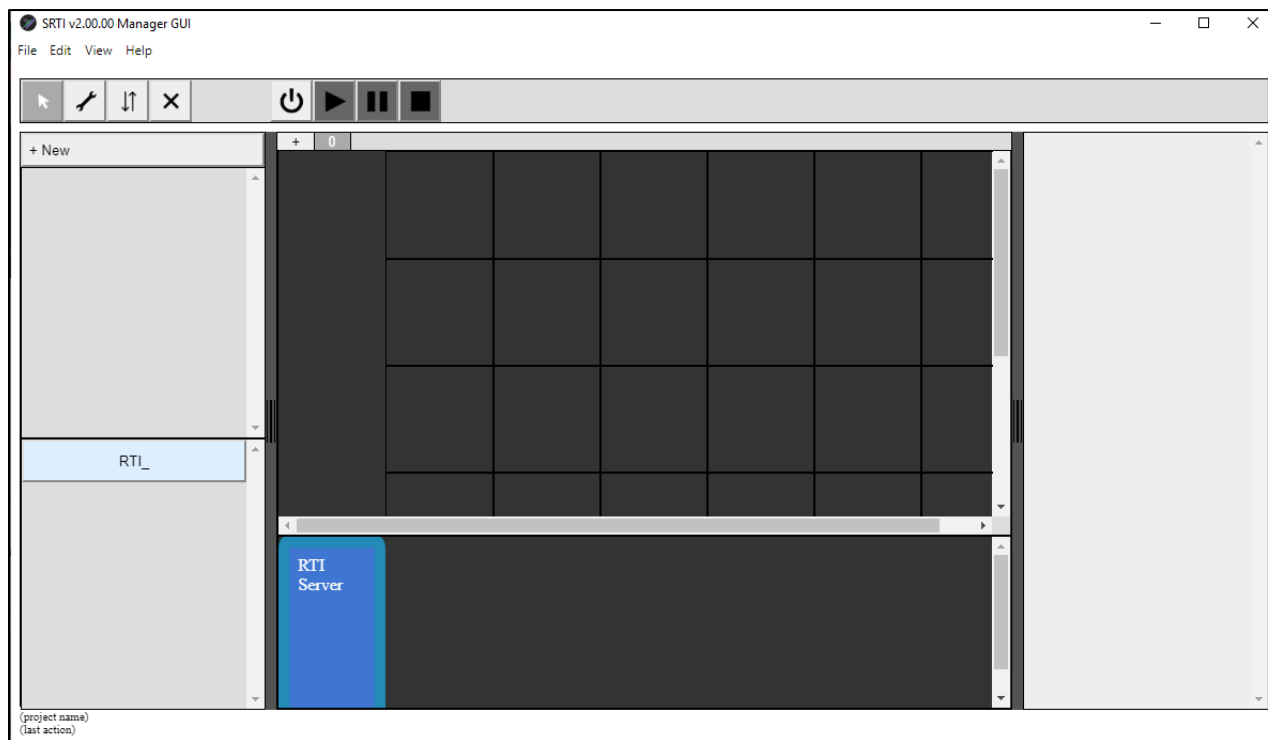 SRTI v2.00.00 Manager GUI
File Edit View Help
+ New
+ 0
RTI_
RTI
Server
(project name)
(last action)